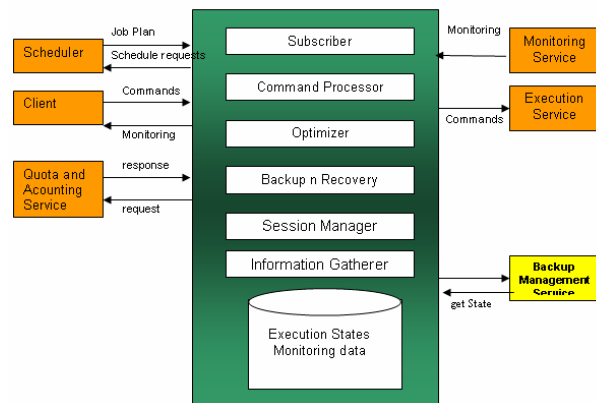 Job Plan
Scheduler
Schedule requests
Client
Commands
Monitoring
Quota and
Acounting
Service
response
request
Subscriber
Command Processor
Optimizer
Backup n Recovery
Session Manager
Information Gatherer
Execution States
Monitoring data
Monitoring
Monitoring
Service
Commands
Execution
Service
Backup
Management
Service
get State